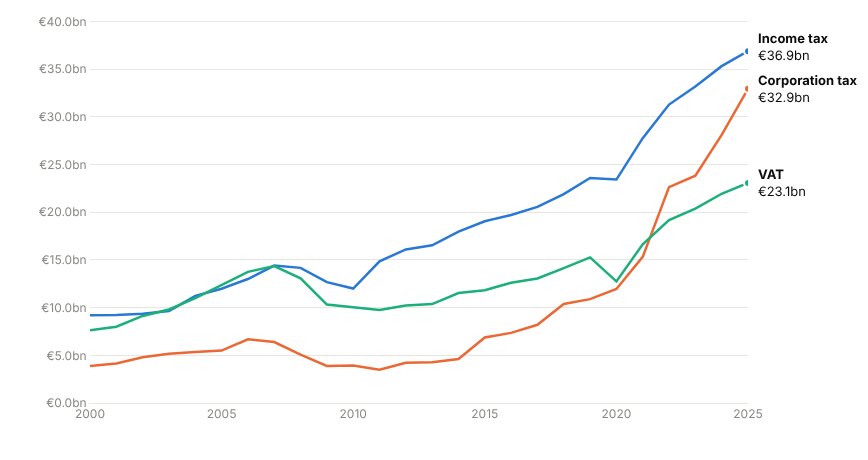 €40.0bn
€35.0bn
€30.0bn
€25.0bn
€20.0bn
€15.0bn
€10.0bn
€5.0bn
€0.0bn
2000 2005 2010 2015 2020 2025
Income tax
€36.9bn
Corporation tax
€32.9bn
VAT
€23.1bn